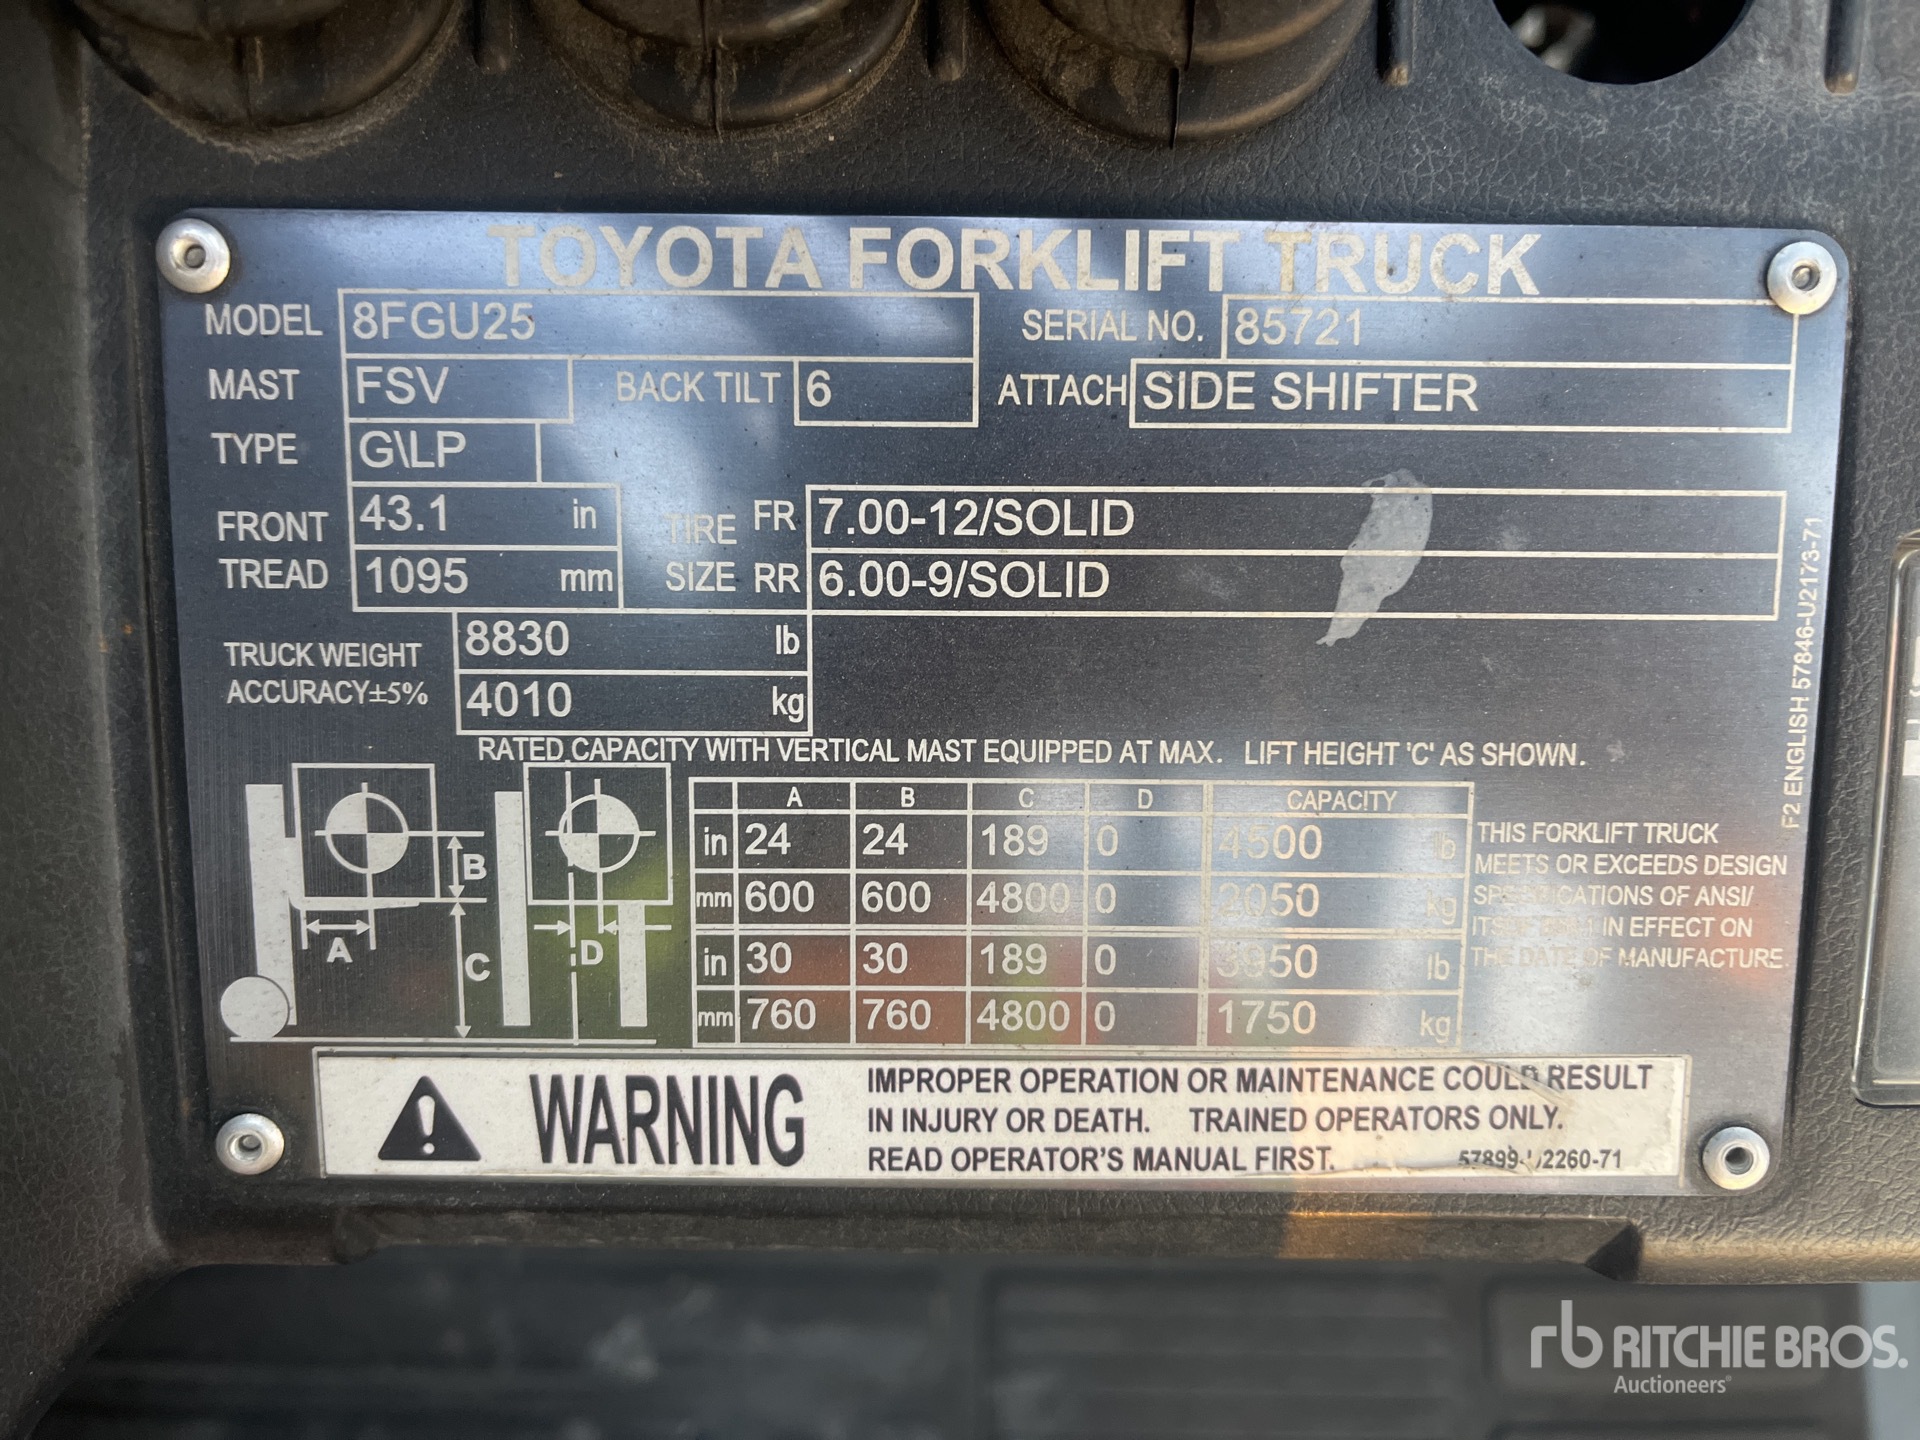 TOYOTA FORKLIFT TRUCK
MODEL 8FGU25 SERIAL NO. 85721
MAST FSV BACK TILT 6 ATTACH SIDE SHIFTER
TYPE G\LP
FRONT TREAD 43.1 in
1095 mm
TIRE SIZE FR 7.00-12/SOLID
RR 6.00-9/SOLID
TRUCK WEIGHT 8830 lb
ACCURACY±5% 4010 kg
RATED CAPACITY WITH VERTICAL MAST EQUIPPED AT MAX. LIFT HEIGHT 'C' AS SHOWN.
A B C D CAPACITY
in 24 24 189 0 4500 lb
mm 600 600 4800 0 2050 kg
in 30 30 189 0 3950 lb
mm 760 760 4800 0 1750 kg
B
A
C
D
THIS FORKLIFT TRUCK
MEETS OR EXCEEDS DESIGN
SPECIFICATIONS OF ANSI/
IN EFFECT ON
THE DATE OF MANUFACTURE
F2 ENGLISH 57846-U2173-71
WARNING
IMPROPER OPERATION OR MAINTENANCE COULD RESULT
IN INJURY OR DEATH. TRAINED OPERATORS ONLY.
READ OPERATOR'S MANUAL FIRST. 57899-U2260-71
rb RITCHIE BROS.
Auctioneers